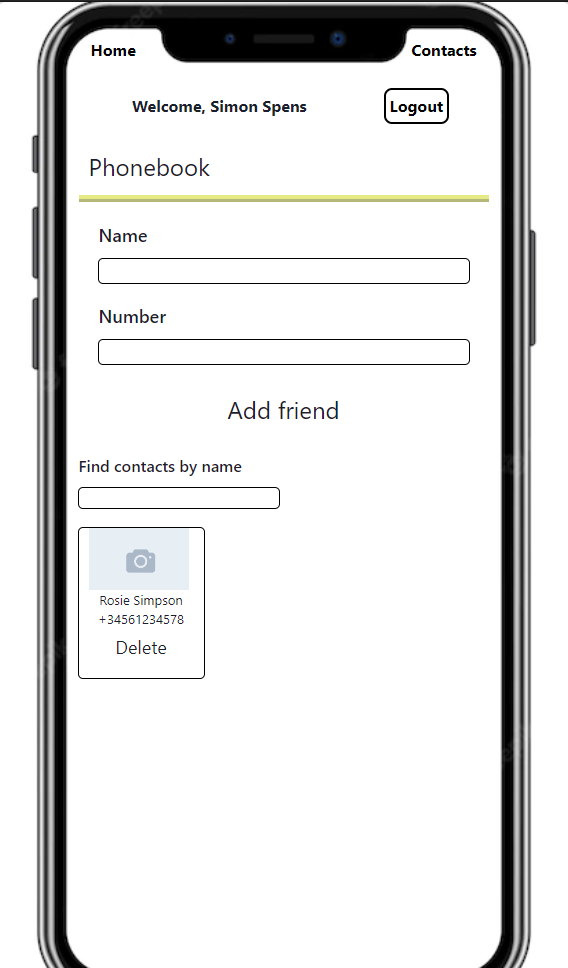 Home
Contacts
Welcome, Simon Spens
Logout
Phonebook
Name
Number
Add friend
Find contacts by name
Rosie Simpson
+34561234578
Delete